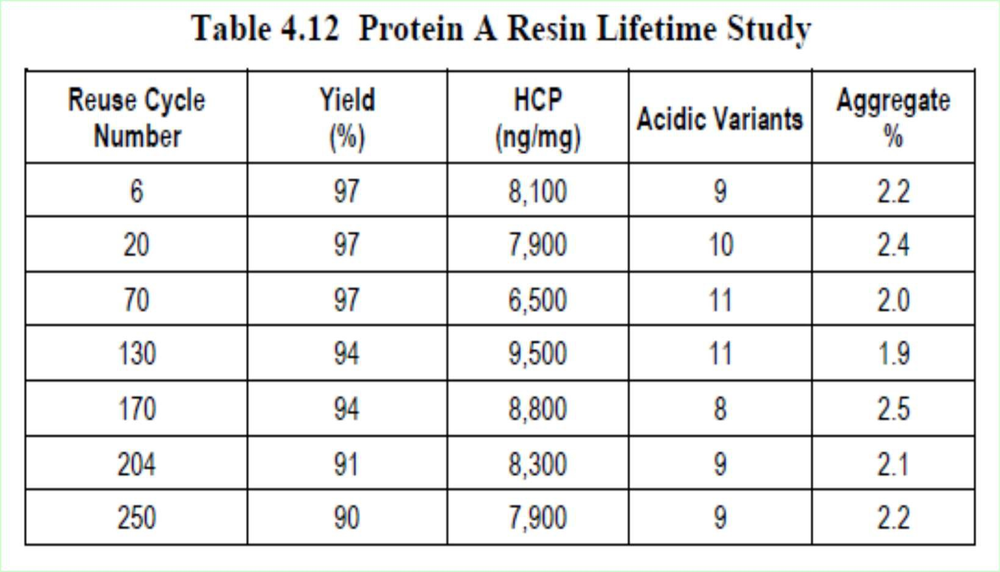 Table 4.12 Protein A Resin Lifetime Study
Reuse Cycle Number Yield (%) HCP (ng/mg) Acidic Variants Aggregate %
6 97 8,100 9 2.2
20 97 7,900 10 2.4
70 97 6,500 11 2.0
130 94 9,500 11 1.9
170 94 8,800 8 2.5
204 91 8,300 9 2.1
250 90 7,900 9 2.2